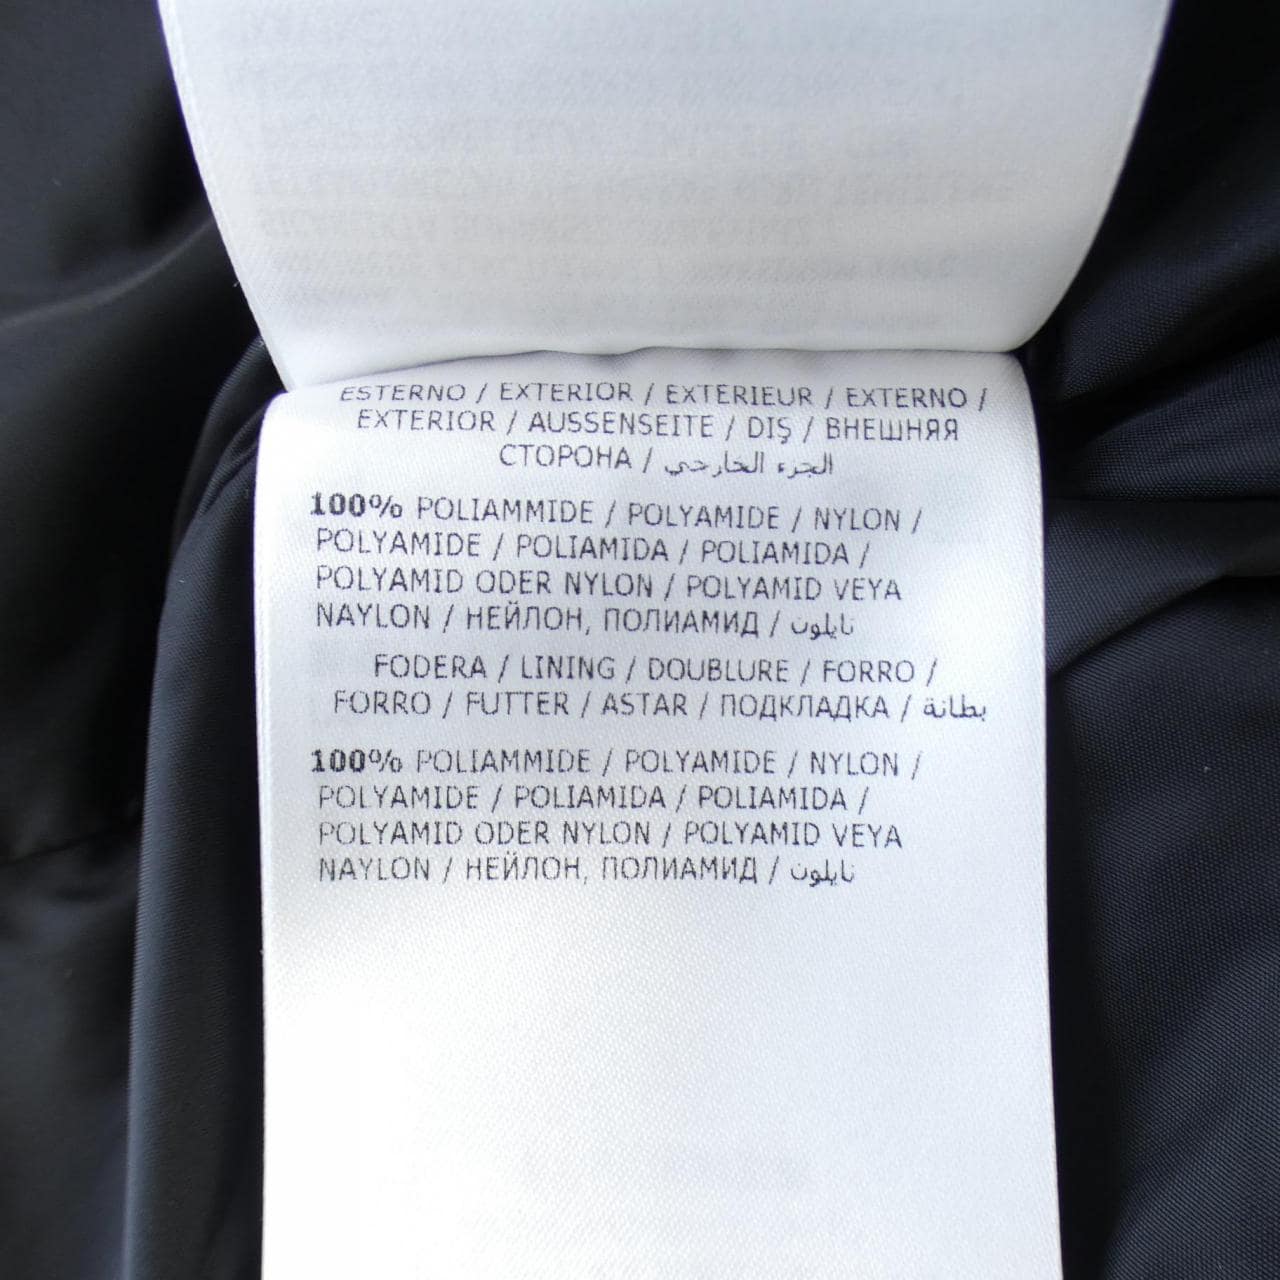 ESTERNO / EXTERIOR / EXTERIEUR / EXTERNO /
EXTERIOR / AUSSENSEITE / DIŞ / ВНЕШНЯЯ
СТОРОНА / الجزء الخارجي
100% POLIAMMIDE / POLYAMIDE / NYLON /
POLYAMIDE / POLIAMIDA / POLIAMIDA /
POLYAMID ODER NYLON / POLYAMID VEYA
NAYLON / НЕЙЛОН, ПОЛИАМИД / نايلون
FODERA / LINING / DOUBLURE / FORRO /
FORRO / FUTTER / ASTAR / ПОДКЛАДКА / بطانة
100% POLIAMMIDE / POLYAMIDE / NYLON /
POLYAMIDE / POLIAMIDA / POLIAMIDA /
POLYAMID ODER NYLON / POLYAMID VEYA
NAYLON / НЕЙЛОН, ПОЛИАМИД / نايلون